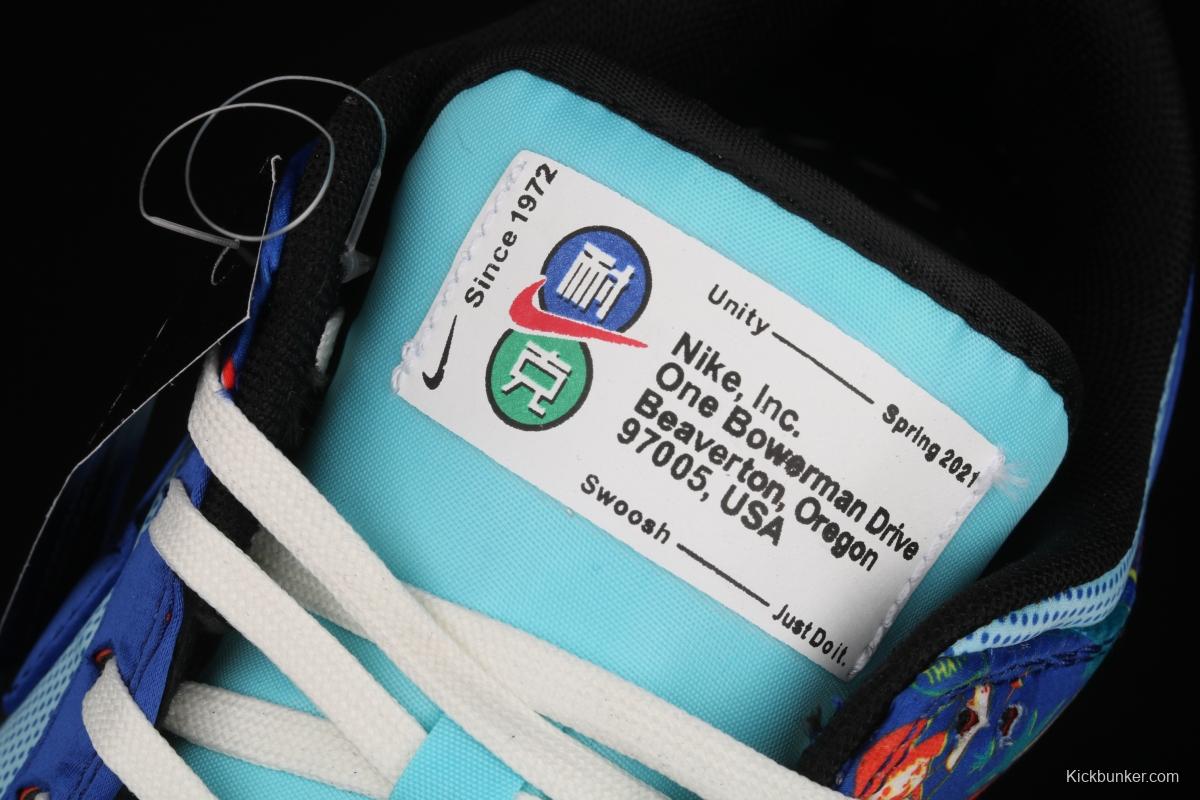 Since 1972
耐
克
Unity
Spring 2021
Nike, Inc.
One Bowerman Drive
Beaverton, Oregon
97005, USA
Swoosh
Just Do it.
THA
Kickbunker.com